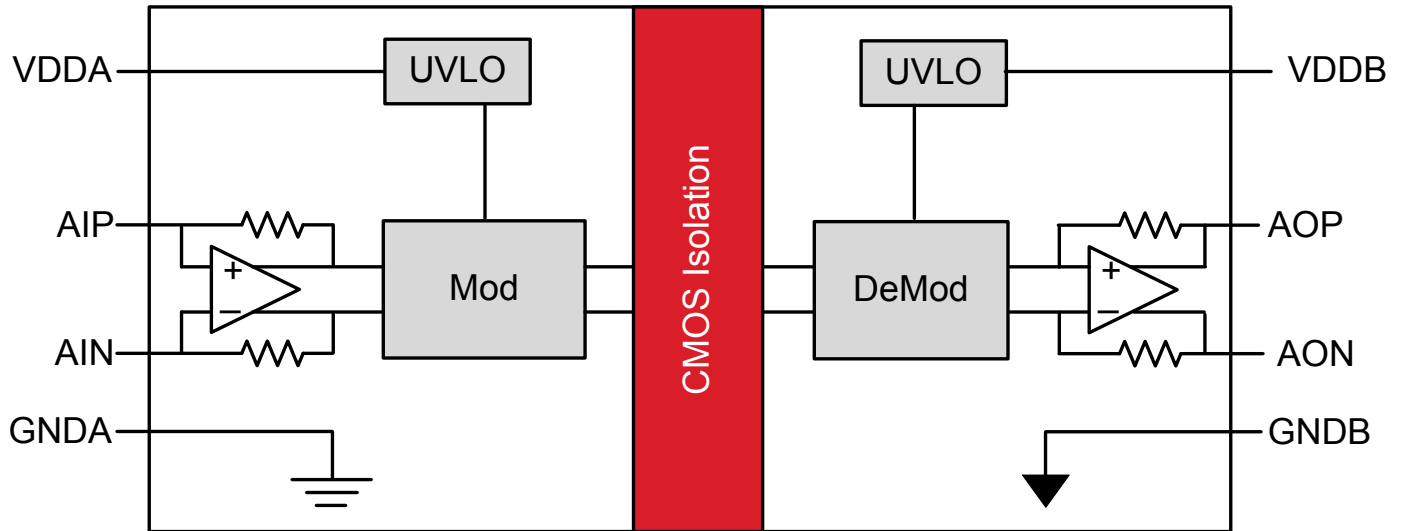 UVLO
UVLO
VDDA
VDDB
AIP
AOP
+
+
Mod
CMOS Isolation
DeMod
−
−
AIN
AON
GNDA
GNDB